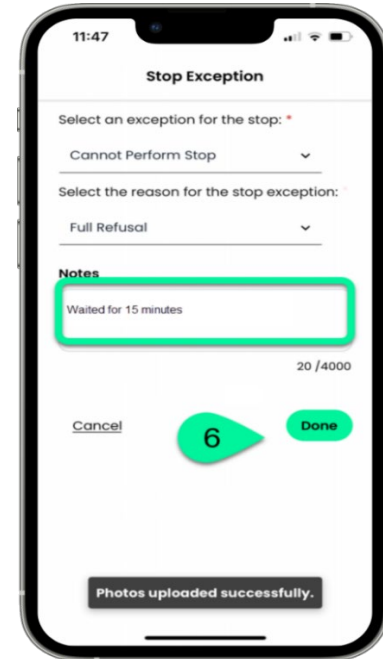 11:47
Stop Exception
Select an exception for the stop: *
Cannot Perform Stop
Select the reason for the stop exception:
Full Refusal
Notes
Waited for 15 minutes
20 /4000
Cancel
6
Done
Photos uploaded successfully.